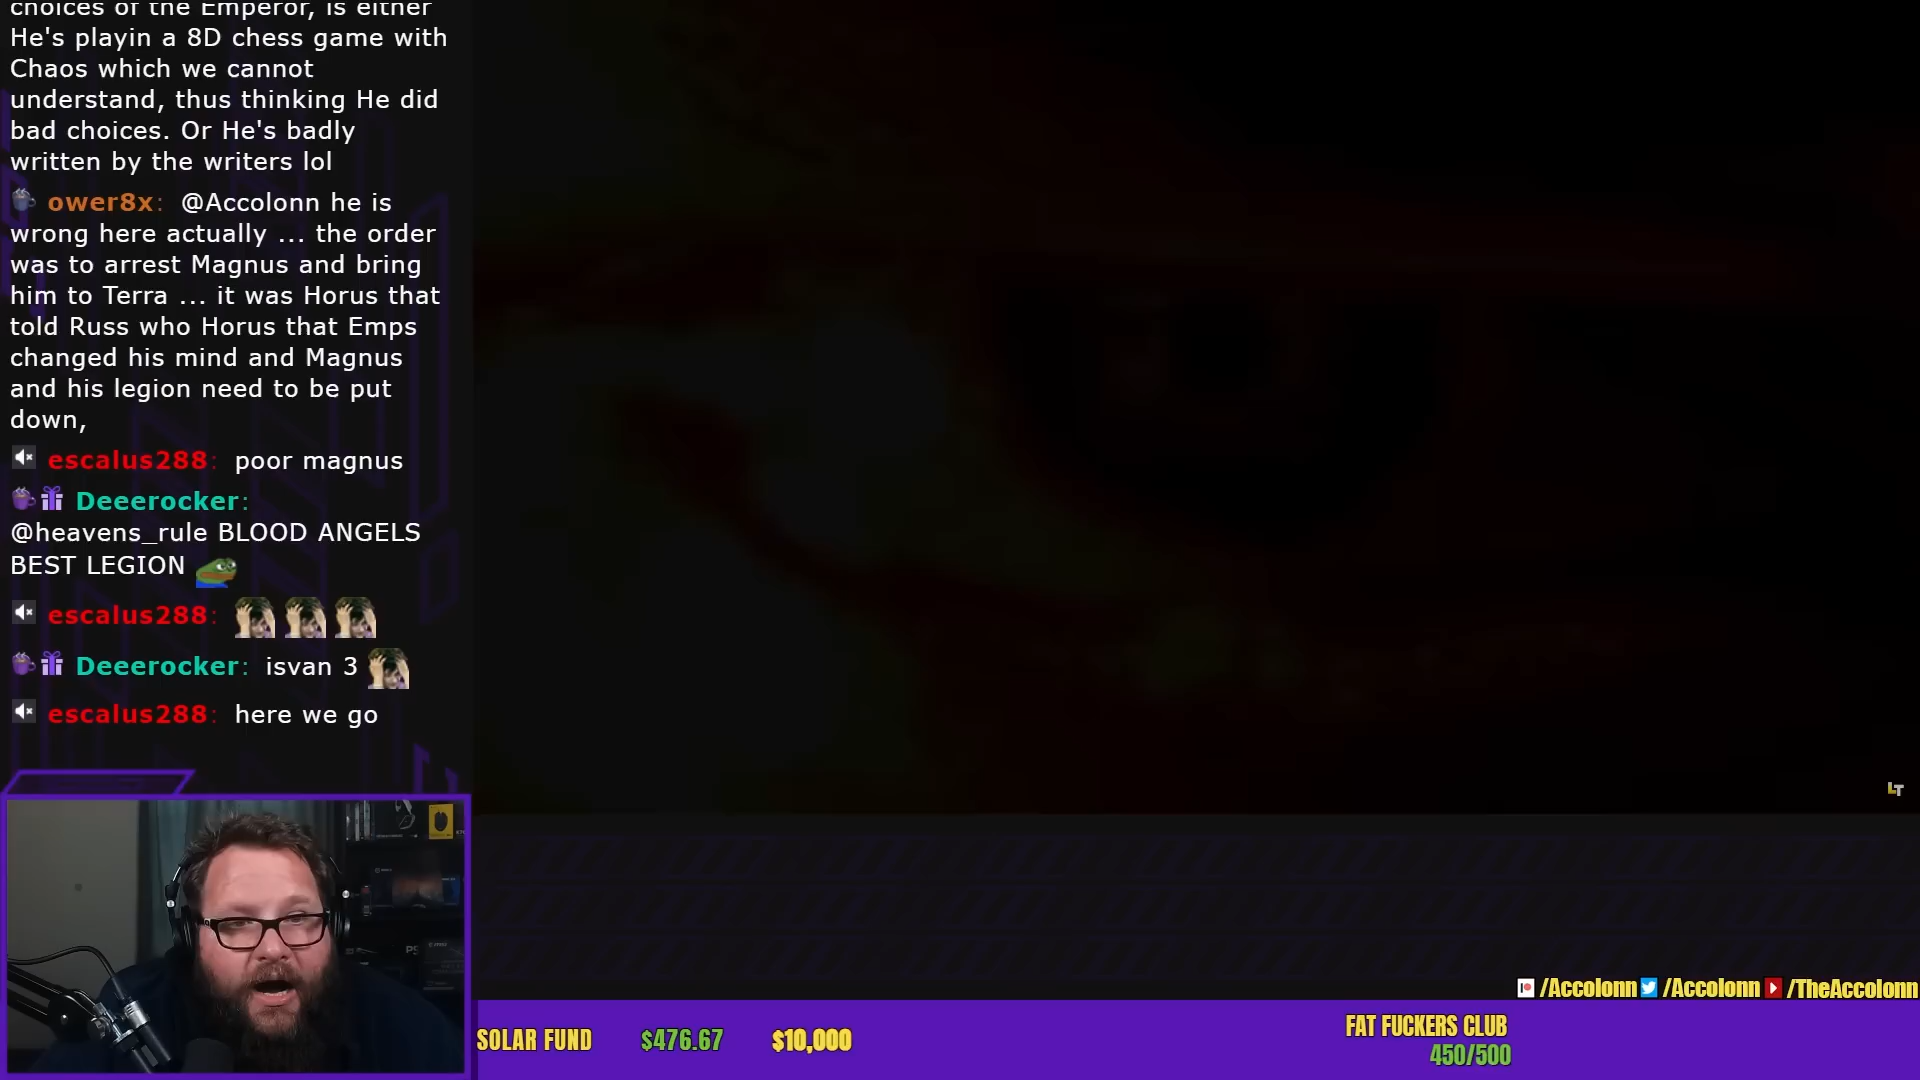 choices of the Emperor, is either
He's playin a 8D chess game with
Chaos which we cannot
understand, thus thinking He did
bad choices. Or He's badly
written by the writers lol
ower8x: @Accolonn he is
wrong here actually ... the order
was to arrest Magnus and bring
him to Terra ... it was Horus that
told Russ who Horus that Emps
changed his mind and Magnus
and his legion need to be put
down,
escalus288: poor magnus
Deeerocker:
@heavens_rule BLOOD ANGELS
BEST LEGION
escalus288:
Deeerocker: isvan 3
escalus288: here we go
LT
/Accolonn /Accolonn /TheAccolonn
SOLAR FUND $476.67 $10,000
FAT FUCKERS CLUB
450/500